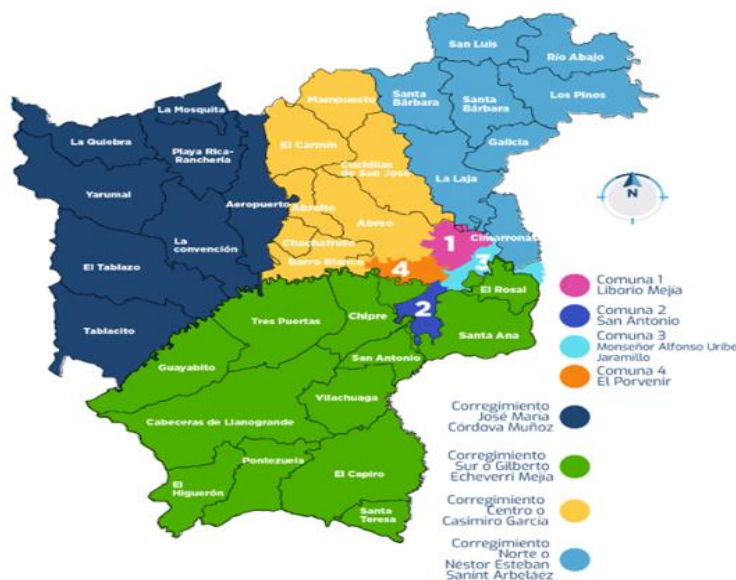 San Luis
Río Abajo
Santa
Bárbara
Santa
Bárbara
Los Pinos
Galicia
La Laja
Cimarronas
Mampuesto
El Carmín
Cuchillas
de San José
Abreíto
Abreo
Chachafruto
Barro Blanco
La Mosquita
La Quiebra
Playa Rica-
Ranchería
Yarumal
Aeropuerto
La
convención
El Tablazo
Tablacito
1
3
4
2
El Rosal
Tres Puertas
Chipre
Santa Ana
San Antonio
Guayabito
Vilachuaga
Cabeceras de Llanogrande
Pontezuela
El Capiro
El
Higuerón
Santa
Teresa
N
Comuna 1
Liborio Mejía
Comuna 2
San Antonio
Comuna 3
Monseñor Alfonso Uribe
Jaramillo
Comuna 4
El Porvenir
Corregimiento
José María
Córdova Muñoz
Corregimiento
Sur o Gilberto
Echeverri Mejía
Corregimiento
Centro o
Casimiro García
Corregimiento
Norte o
Néstor Esteban
Sanint Arbeláez